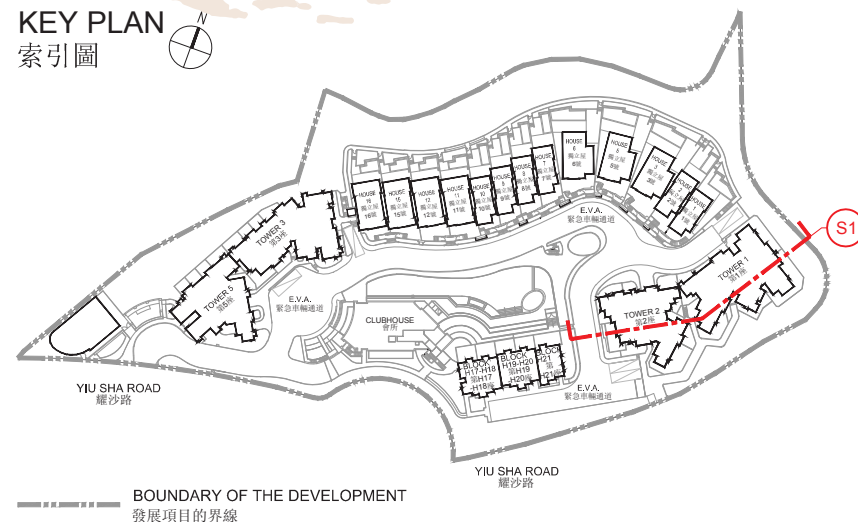 KEY PLAN
索引圖
N
HOUSE
16
獨立屋
16號
HOUSE
15
獨立屋
15號
HOUSE
12
獨立屋
12號
HOUSE
11
獨立屋
11號
HOUSE
10
獨立屋
10號
HOUSE
9
獨立屋
9號
HOUSE
8
獨立屋
8號
HOUSE
7
獨立屋
7號
HOUSE
6
獨立屋
6號
HOUSE
5
獨立屋
5號
HOUSE
3
獨立屋
3號
HOUSE
2
獨立屋
2號
HOUSE
1
獨立屋
1號
TOWER 3
第3座
TOWER 5
第5座
E.V.A.
緊急車輛通道
E.V.A.
緊急車輛通道
S1
TOWER 1
第1座
TOWER 2
第2座
CLUBHOUSE
會所
BLOCK
H17-H18
第H17
-H18座
BLOCK
H19-H20
第H19
-H20座
BLOCK
H21
第
H21座
E.V.A.
緊急車輛通道
YIU SHA ROAD
耀沙路
YIU SHA ROAD
耀沙路
BOUNDARY OF THE DEVELOPMENT
發展項目的界線